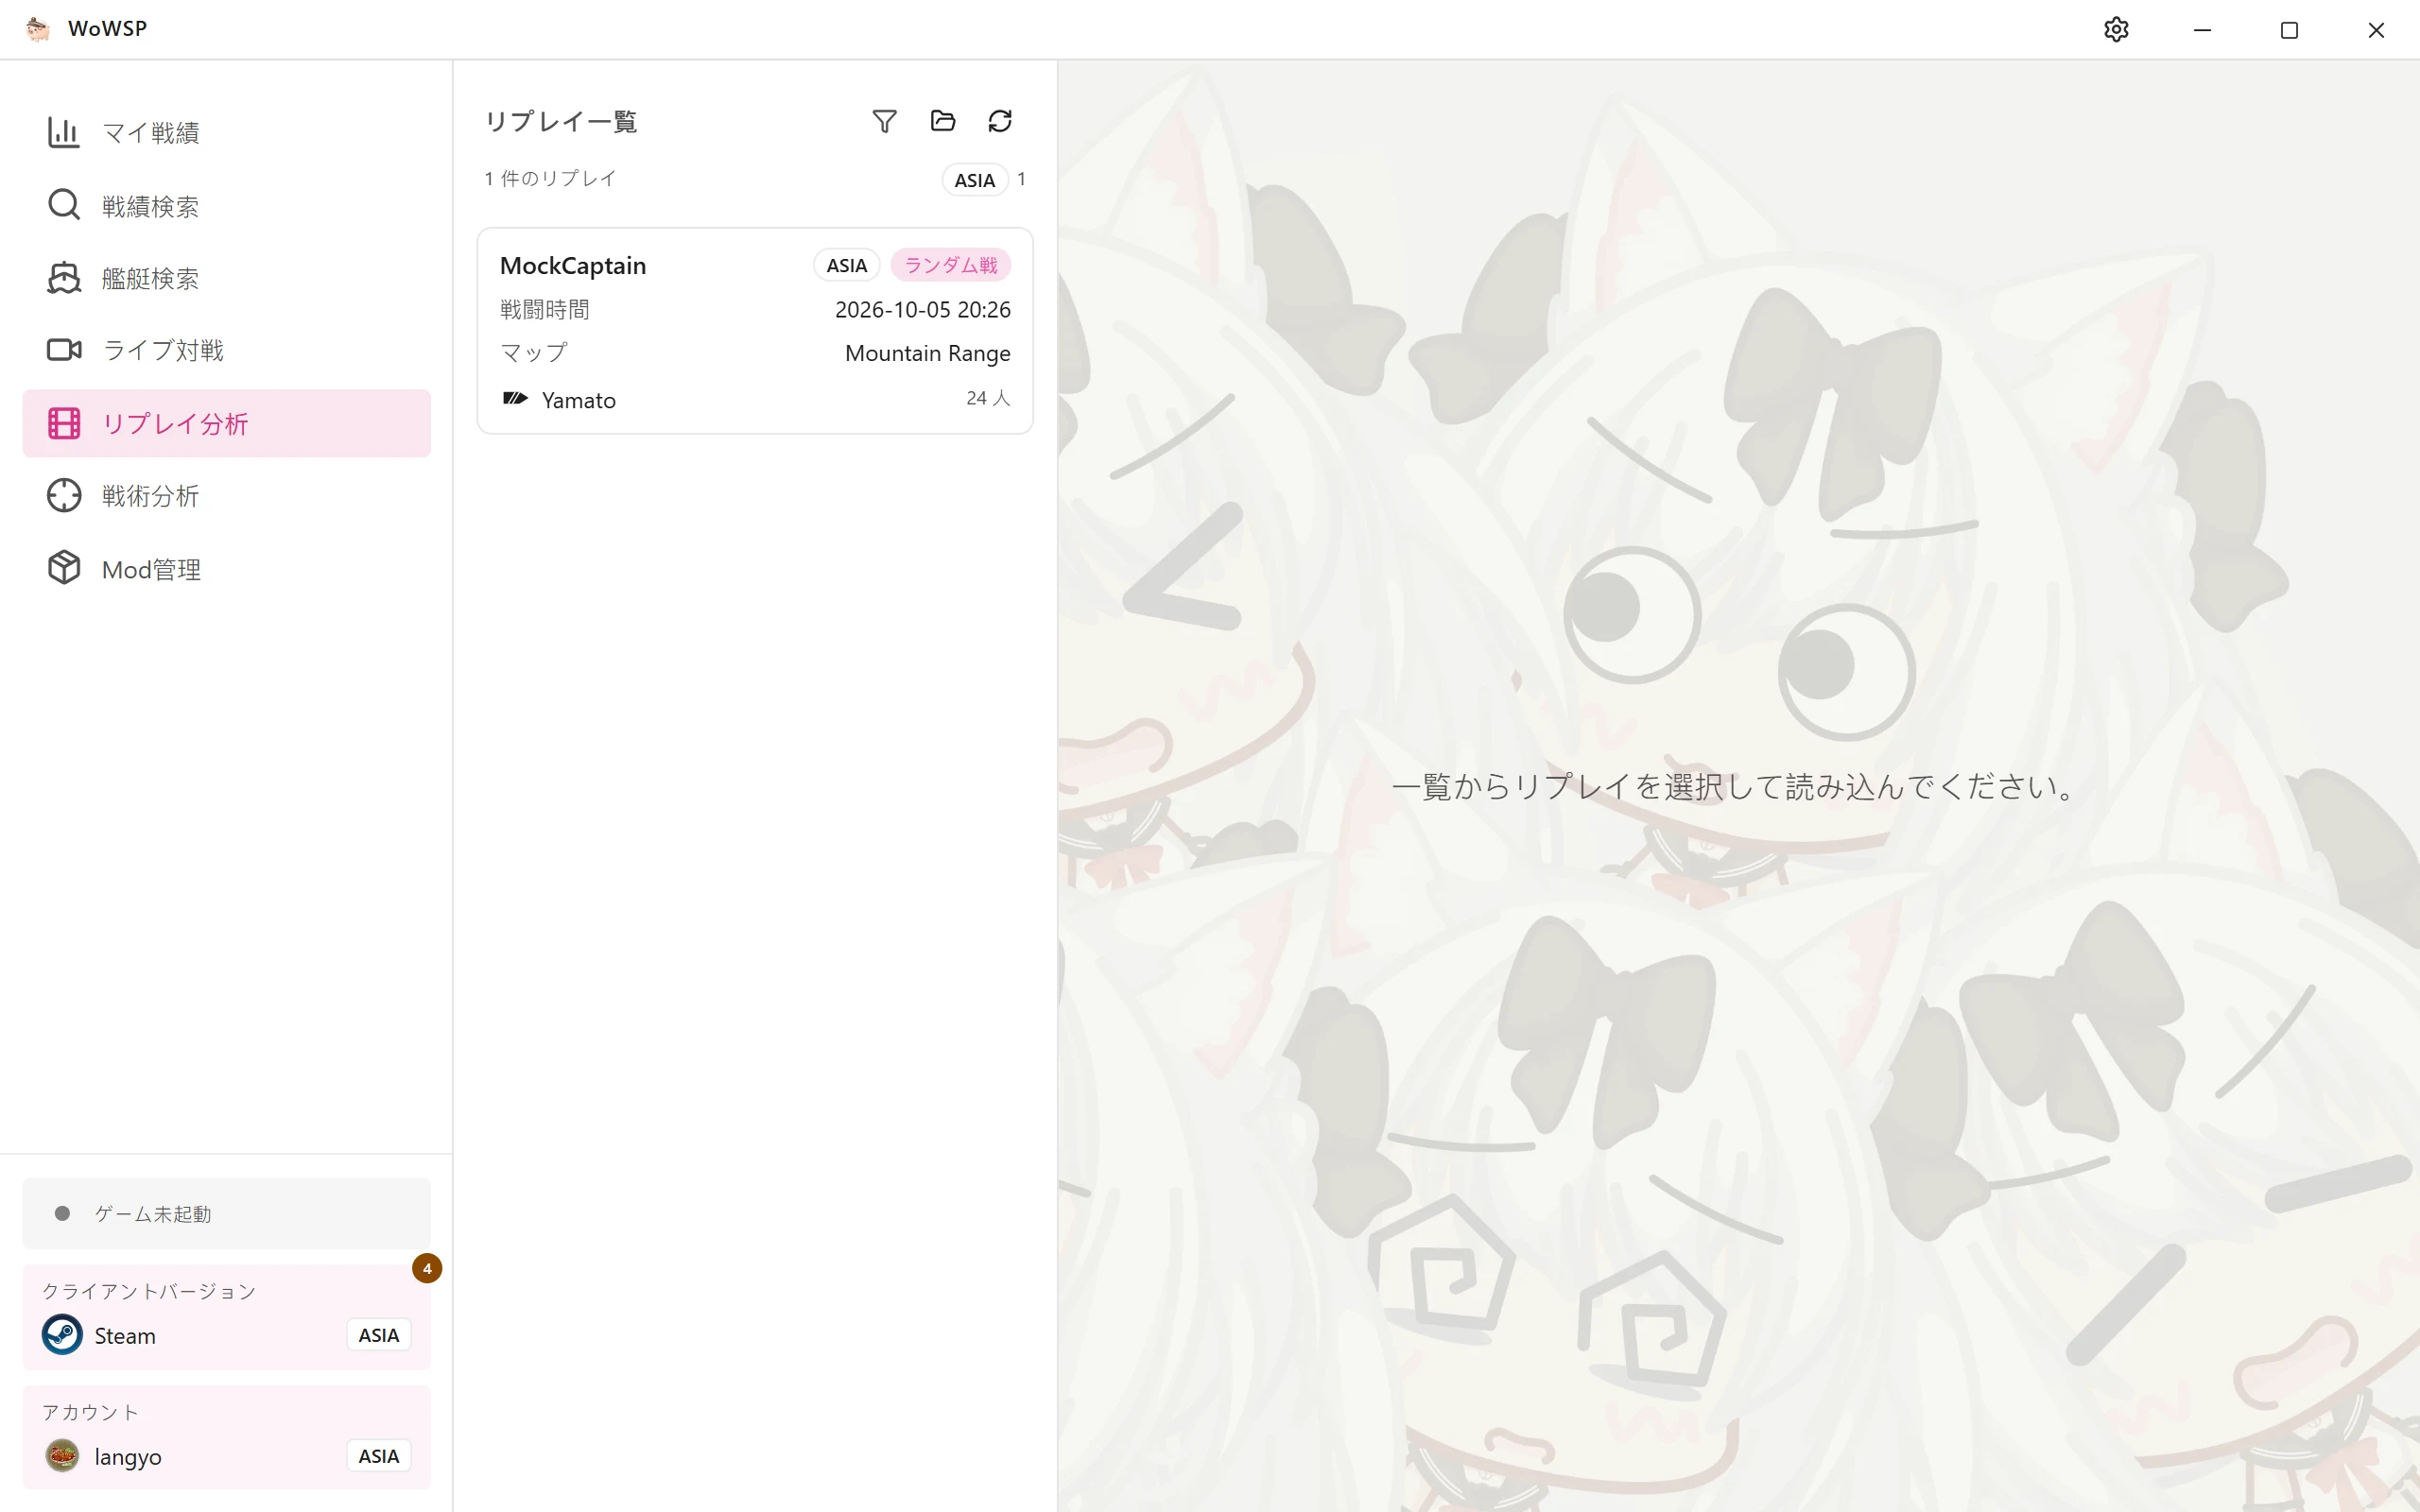 WoWSP
マイ戦績
戦績検索
艦艇検索
ライブ対戦
リプレイ分析
戦術分析
Mod管理
ゲーム未起動
4
クライアントバージョン
Steam ASIA
アカウント
langyo ASIA
リプレイ一覧
1 件のリプレイ ASIA 1
MockCaptain ASIA ランダム戦
戦闘時間 2026-10-05 20:26
マップ Mountain Range
Yamato 24 人
一覧からリプレイを選択して読み込んでください。